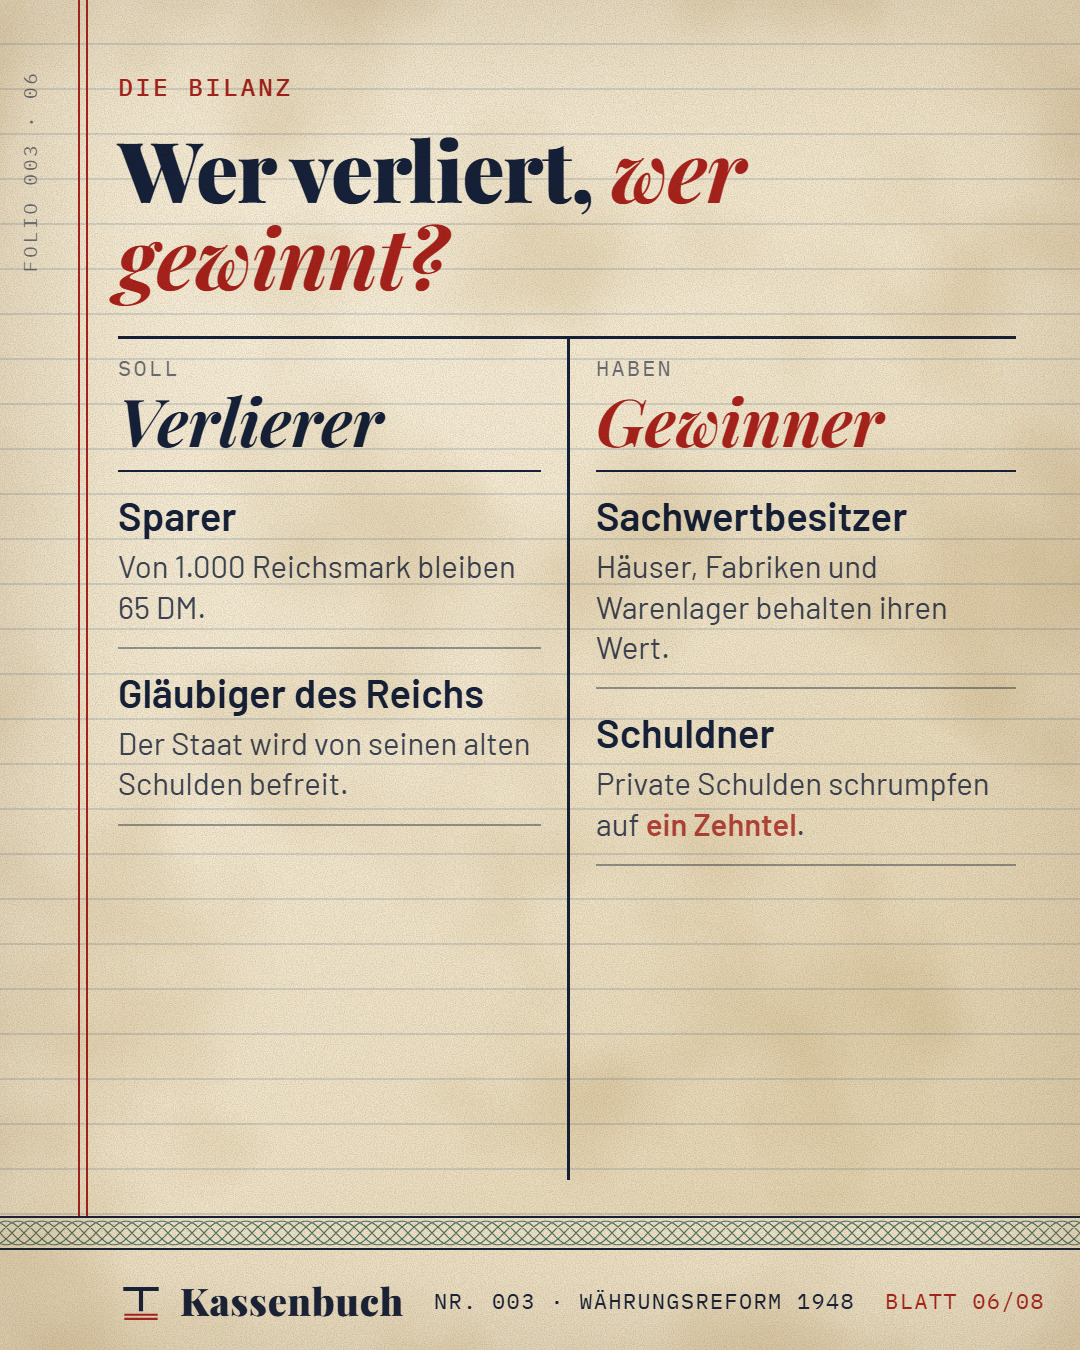 FOLIO 003 · 06
DIE BILANZ
Wer verliert, wer
gewinnt?
SOLL
Verlierer
Sparer
Von 1.000 Reichsmark bleiben
65 DM.
Gläubiger des Reichs
Der Staat wird von seinen alten
Schulden befreit.
HABEN
Gewinner
Sachwertbesitzer
Häuser, Fabriken und
Warenlager behalten ihren
Wert.
Schuldner
Private Schulden schrumpfen
auf ein Zehntel.
Kassenbuch NR. 003 · WÄHRUNGSREFORM 1948 BLATT 06/08